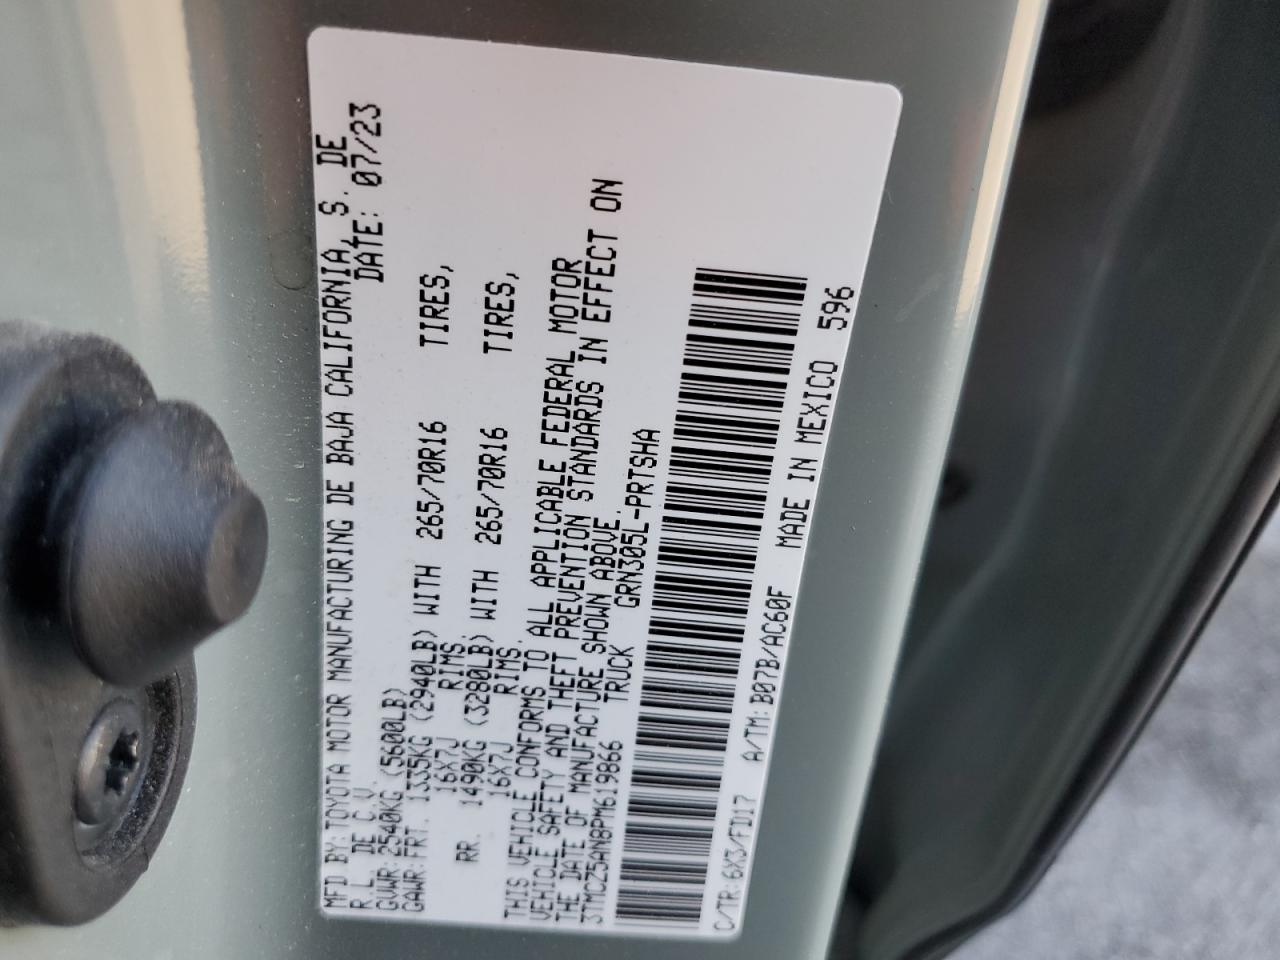 MFD BY: TOYOTA MOTOR MANUFACTURING DE BAJA CALIFORNIA, S. DE
R.L. DE C.V. DATE: 07/23
GVWR: 2540KG (5600LB)
GAWR: FRT. 1335KG (2940LB) WITH 265/70R16 TIRES,
16X7J RIMS
RR. 1490KG (3280LB) WITH 265/70R16 TIRES,
16X7J RIMS.
THIS VEHICLE CONFORMS TO ALL APPLICABLE FEDERAL MOTOR
VEHICLE SAFETY AND THEFT PREVENTION STANDARDS IN EFFECT ON
THE DATE OF MANUFACTURE SHOWN ABOVE.
3TMCZ5AN8PM619866 TRUCK GRN305L-PRTSHA
C/TR: 6X3/FD17 A/TM: B07B/AC60F MADE IN MEXICO 596